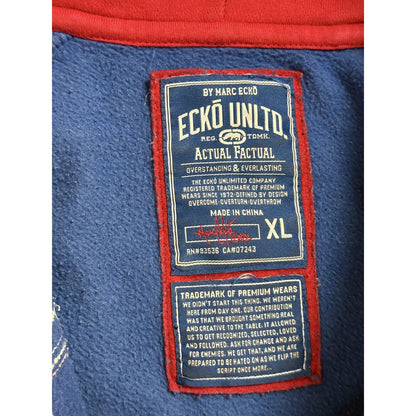 BY MARC ECKŌ
ECKŌ UNLTD.
REG. TDMK.
ACTUAL FACTUAL
OVERSTANDING & EVERLASTING
THE ECKŌ UNLIMITED COMPANY
REGISTERED TRADEMARK OF PREMIUM
WEARS SINCE 1972-DEFINED BY DESIGN
OVERCOME-OVERTURN-OVERTHROW
MADE IN CHINA
XL
RN#93636 CA#07243
TRADEMARK OF PREMIUM WEARS
WE DIDN'T START THIS THING. WE WEREN'T
HERE FROM DAY ONE. OUR CONTRIBUTION
WAS THAT WE BROUGHT SOMETHING REAL
AND CREATIVE TO THE TABLE. IT ALLOWED
US TO GET RECOGNIZED, SELECTED, LOVED
AND FOLLOWED. ASK FOR CHANGE AND ASK
FOR ENEMIES. WE GET THAT, AND WE ARE
PREPARED TO BE HATED ON AS WE FLIP THE
SCRIPT ONCE MORE...